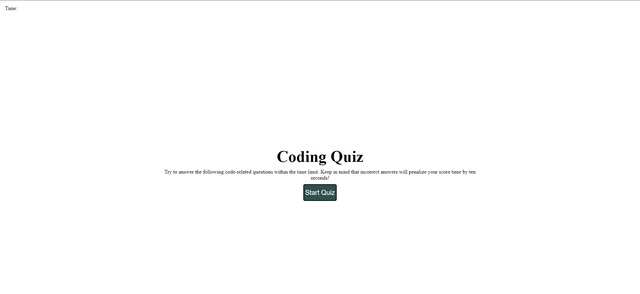 Time:
Coding Quiz
Try to answer the following code-related questions within the time limit. Keep in mind that incorrect answers will penalize your score/time by ten
seconds!
Start Quiz